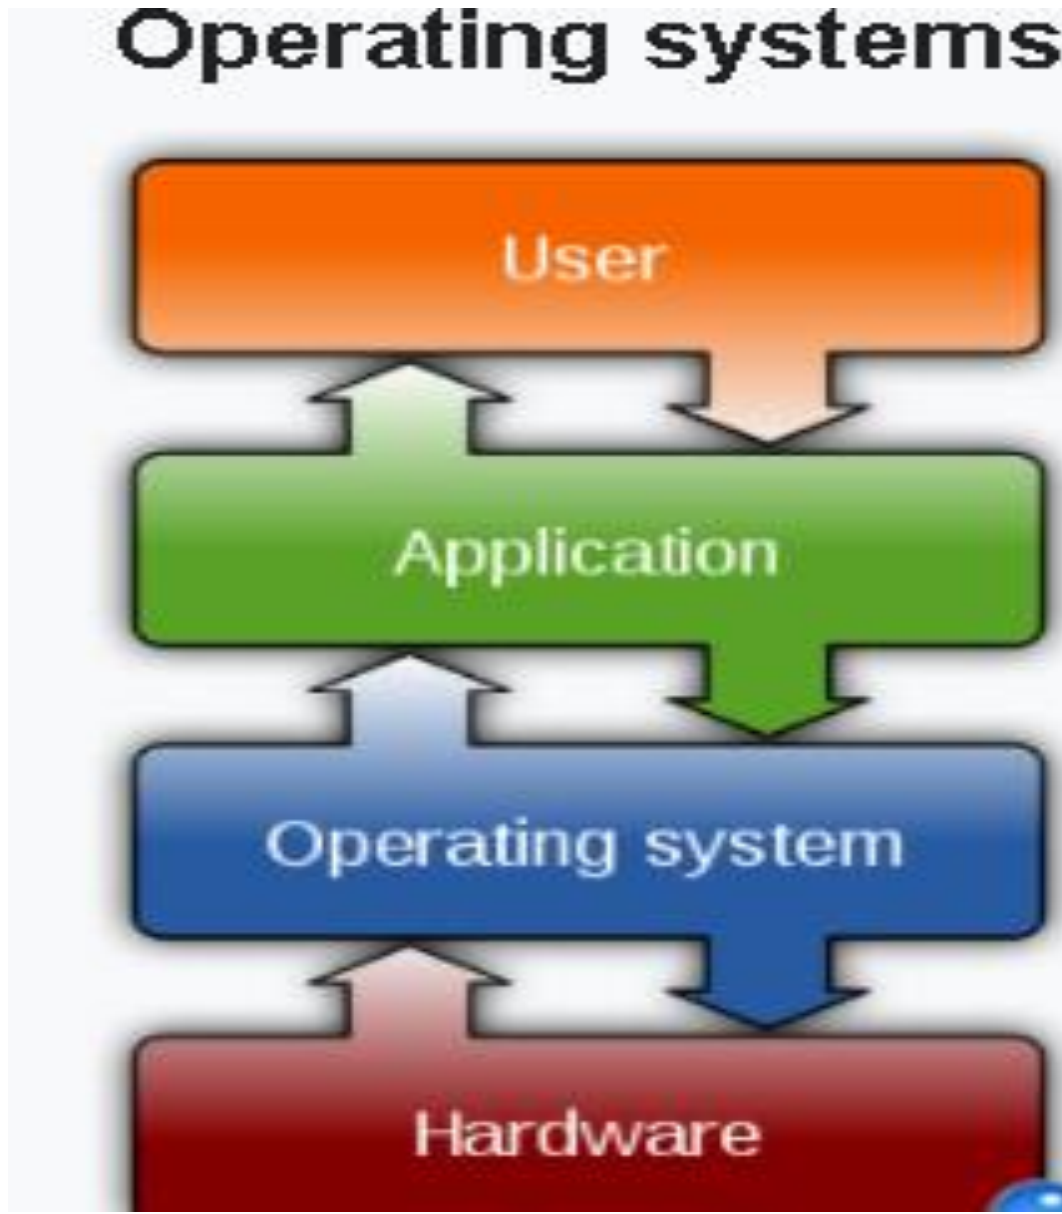 Operating systems
User
Application
Operating system
Hardware